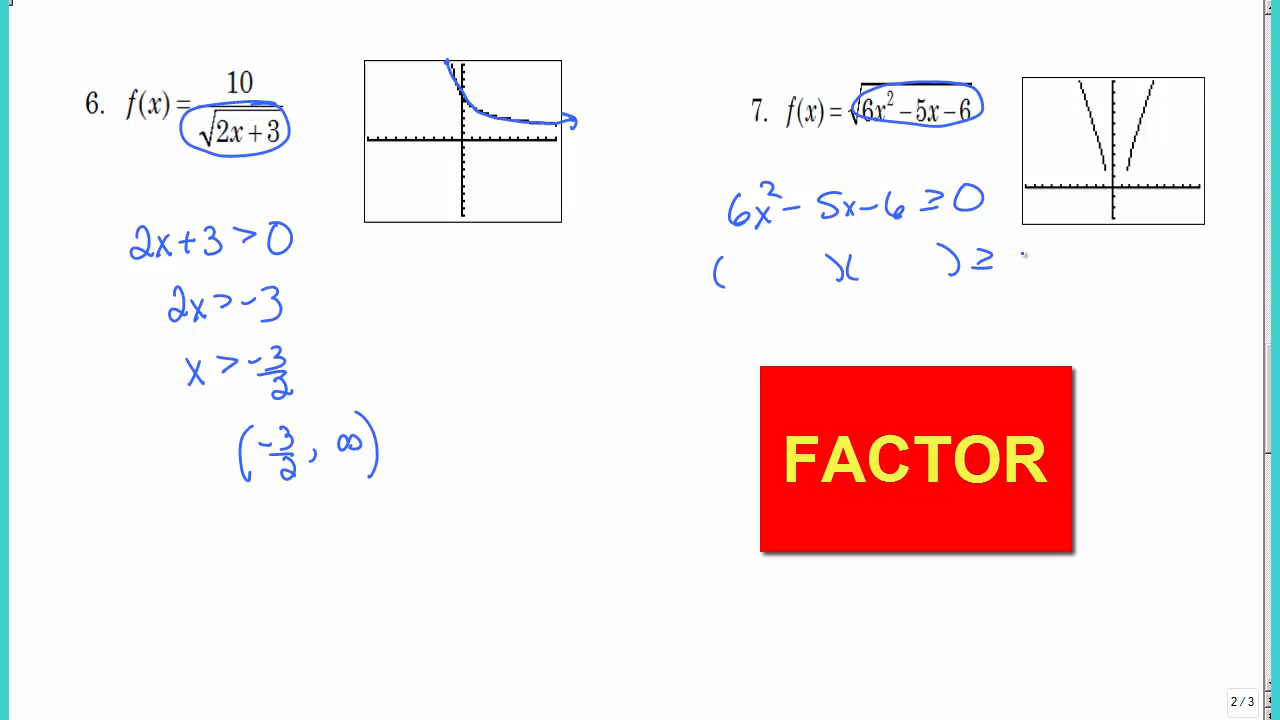 6. f(x) = 10 / √(2x + 3)
2x + 3 > 0
2x > -3
x > -3/2
(-3/2, ∞)
7. f(x) = √(6x² − 5x − 6)
6x² - 5x - 6 ≥ 0
( )( ) ≥
FACTOR
2 / 3